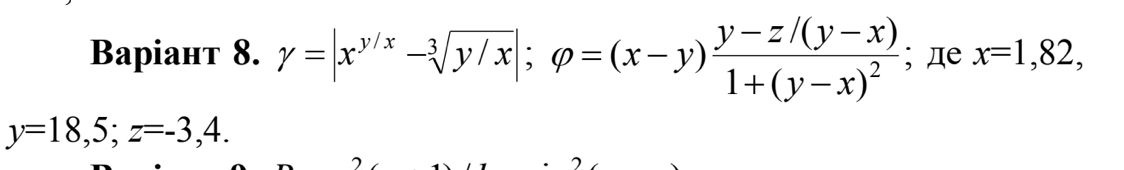 Варіант 8. γ = |x^{y/x} − ∛(y/x)|; φ = (x − y) (y − z/(y − x))/(1 + (y − x)²); де x=1,82,
y=18,5; z=-3,4.